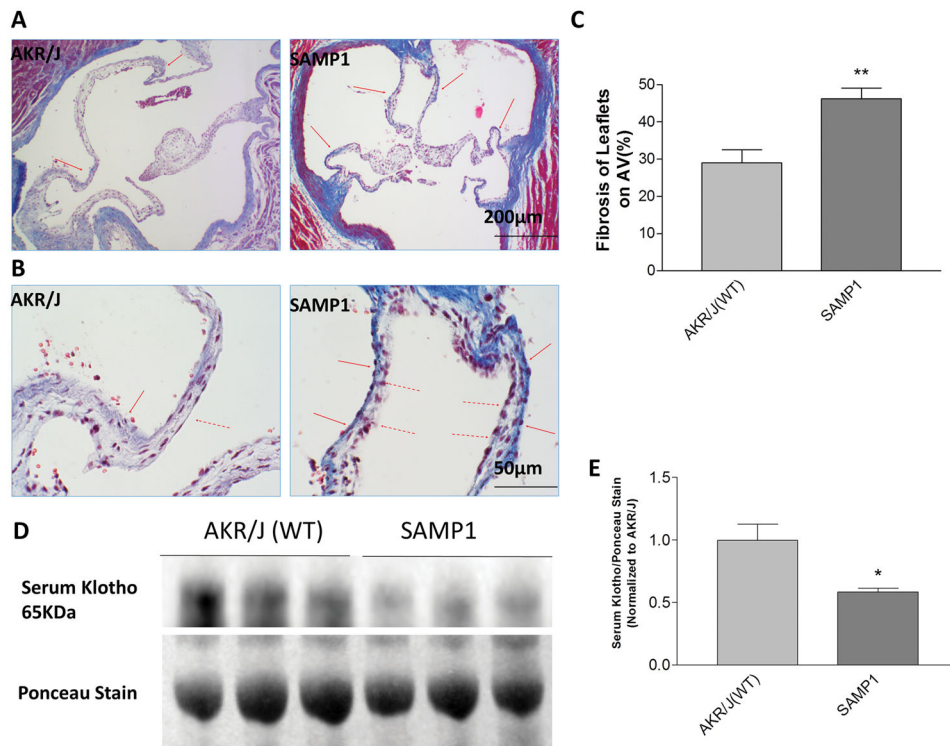 A
AKR/J
SAMP1
200µm
B
AKR/J
SAMP1
50µm
C
Fibrosis of Leaflets
on AV(%)
60
50
40
30
20
10
0
**
AKR/J(WT)
SAMP1
D
AKR/J (WT)
SAMP1
Serum Klotho
65KDa
Ponceau Stain
E
Serum Klotho/Ponceau Stain
(Normalized to AKR/J)
1.5
1.0
0.5
0.0
*
AKR/J(WT)
SAMP1